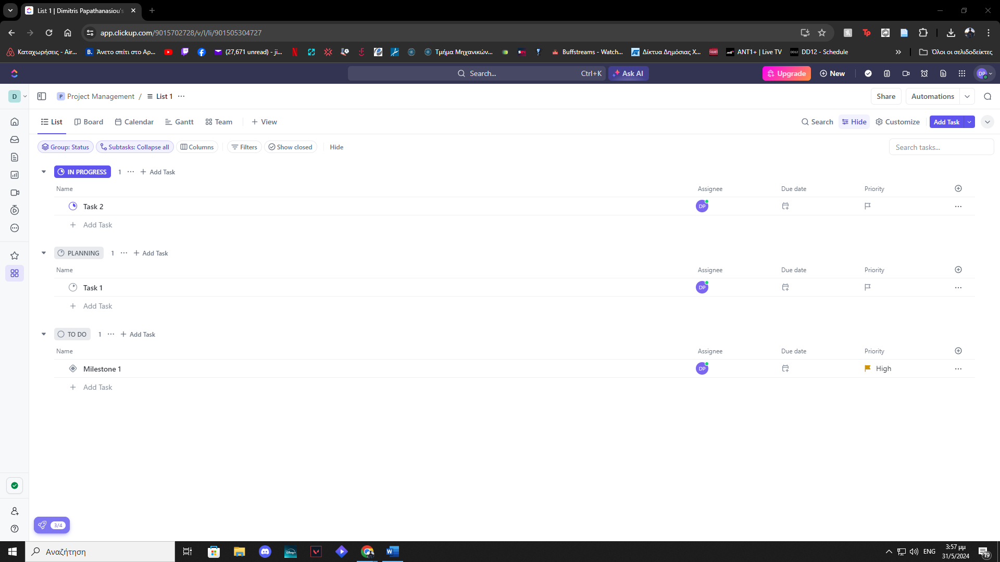 List 1 | Dimitris Papathanasiou's
app.clickup.com/9015702728/v/l/li/901505304727
Καταχωρήσεις - Air...
B. Άνετο σπίτι στο Αρ...
(27,671 unread) - ji...
Τμήμα Μηχανικών...
Buffstreams - Watch...
Δίκτυα Δημόσιας Χ...
ANT1+ | Live TV
DD12 - Schedule
Όλοι οι σελιδοδείκτες
Search...
Ctrl+K
Ask AI
Upgrade
New
DP
D
P Project Management / List 1 ...
Share
Automations
List
Board
Calendar
Gantt
Team
View
Search
Hide
Customize
Add Task
Group: Status
Subtasks: Collapse all
Columns
Filters
Show closed
Hide
Search tasks...
IN PROGRESS 1 ... + Add Task
Name Assignee Due date Priority
Task 2 DP
+ Add Task
PLANNING 1 ... + Add Task
Name Assignee Due date Priority
Task 1 DP
+ Add Task
TO DO 1 ... + Add Task
Name Assignee Due date Priority
Milestone 1 DP High
+ Add Task
3/4
Αναζήτηση
ENG
3:57 μμ
31/5/2024
19